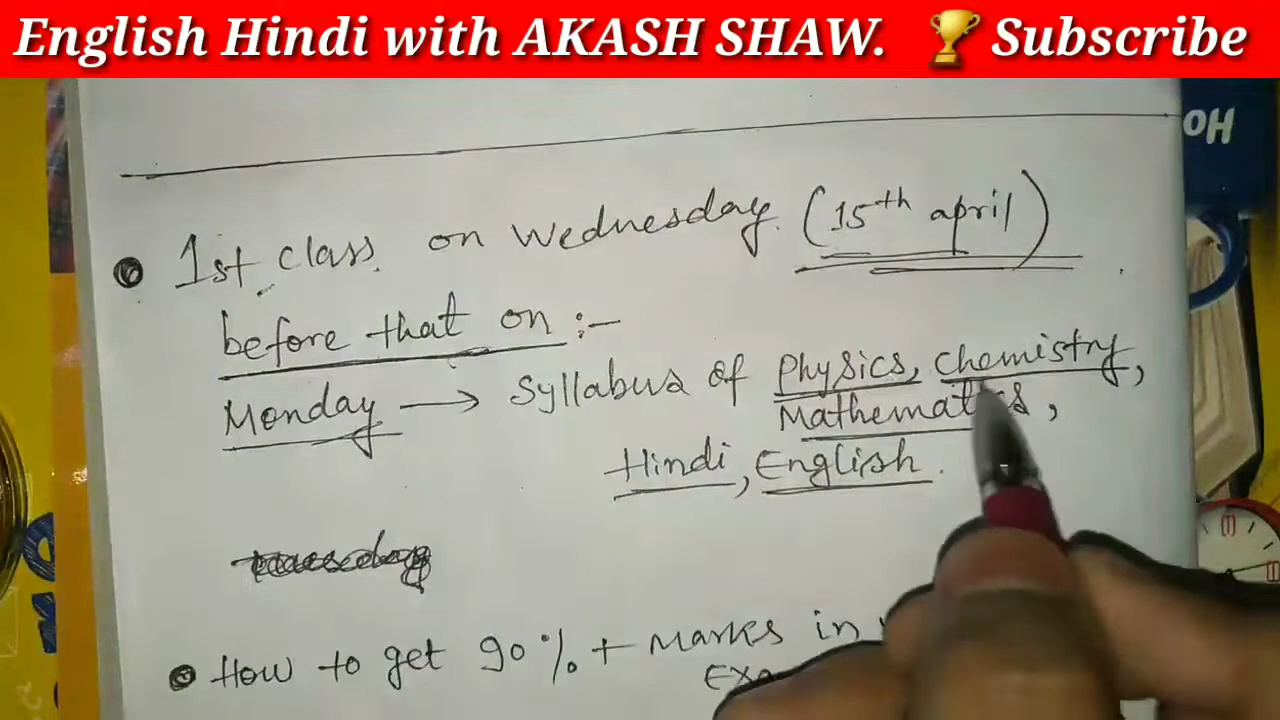 English Hindi with AKASH SHAW. 🏆 Subscribe
OH
1st class on Wednesday. (15th april)
before that on :-
Monday → Syllabus of Physics, Chemistry,
Mathematics,
Hindi, English.
How to get 90% + Marks in